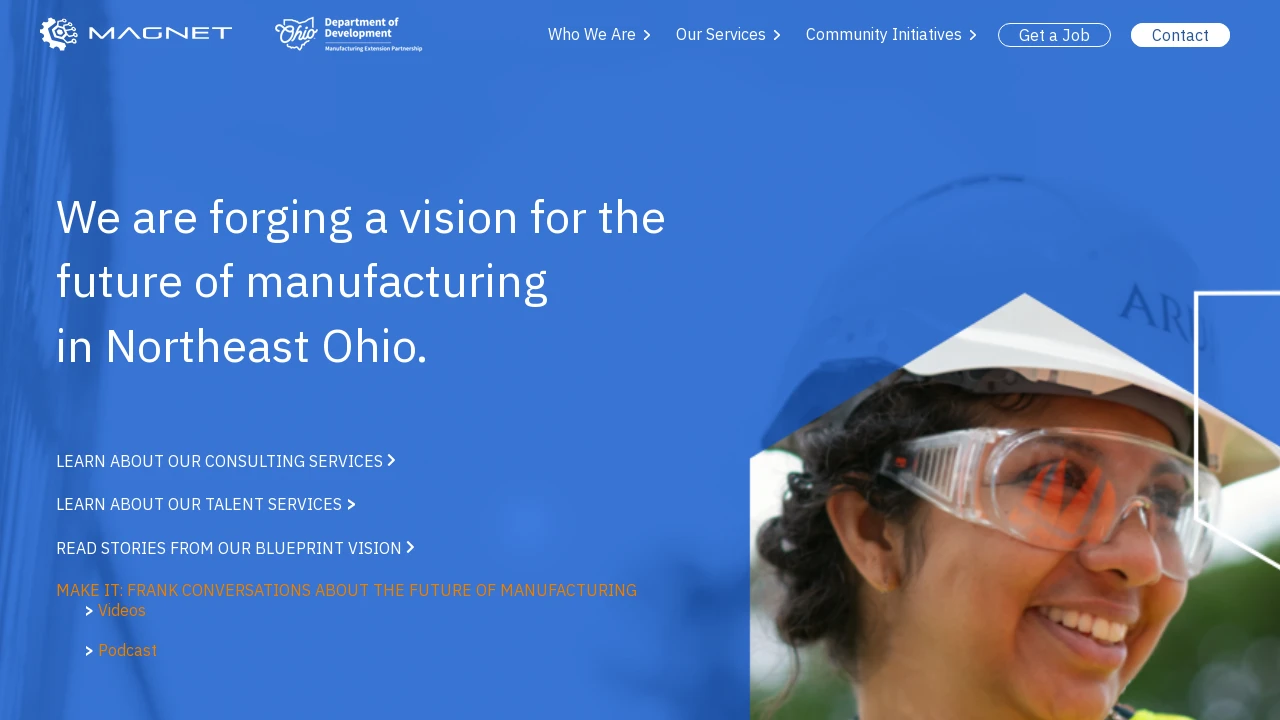 MAGNET
Ohio
Department of
Development
Manufacturing Extension Partnership
Who We Are
Our Services
Community Initiatives
Get a Job
Contact
We are forging a vision for the
future of manufacturing
in Northeast Ohio.
LEARN ABOUT OUR CONSULTING SERVICES
LEARN ABOUT OUR TALENT SERVICES >
READ STORIES FROM OUR BLUEPRINT VISION
MAKE IT: FRANK CONVERSATIONS ABOUT THE FUTURE OF MANUFACTURING
> Videos
> Podcast